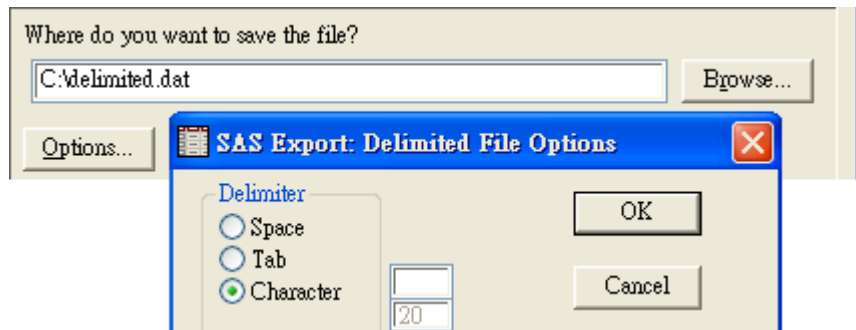 Where do you want to save the file?
C:\delimited.dat
Browse...
Options...
SAS Export: Delimited File Options
Delimiter
Space
OK
Tab
Character
Cancel
20